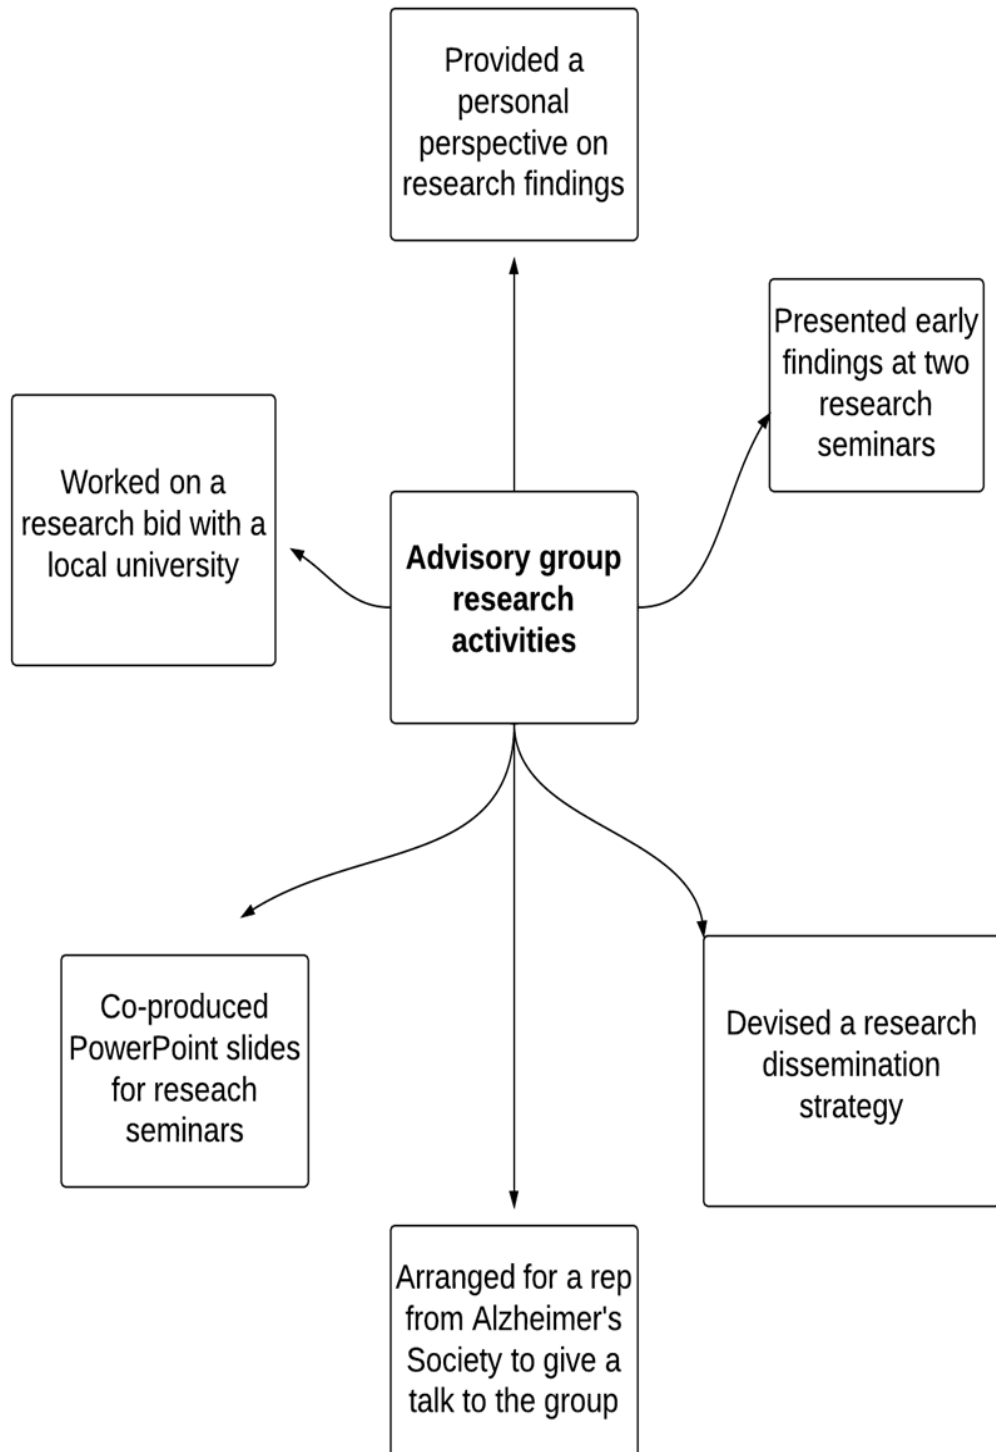 Provided a
personal
perspective on
research findings
Presented early
findings at two
research
seminars
Worked on a
research bid with a
local university
Advisory group
research
activities
Co-produced
PowerPoint slides
for reseach
seminars
Devised a research
dissemination
strategy
Arranged for a rep
from Alzheimer's
Society to give a
talk to the group